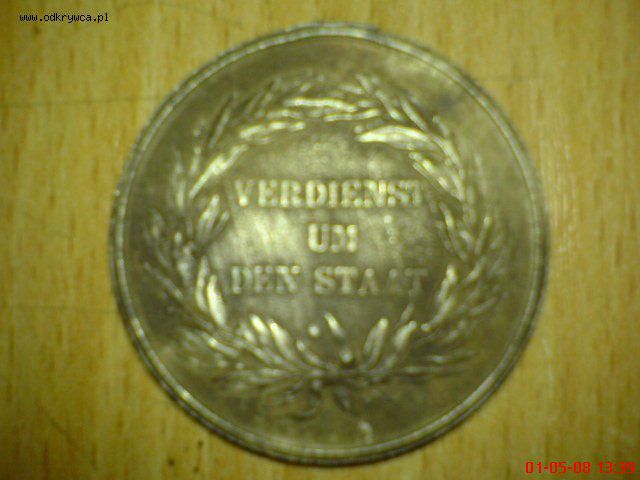 www.odkrywca.pl
VERDIENST
UM
DEN STAAT
01-05-08 13:39